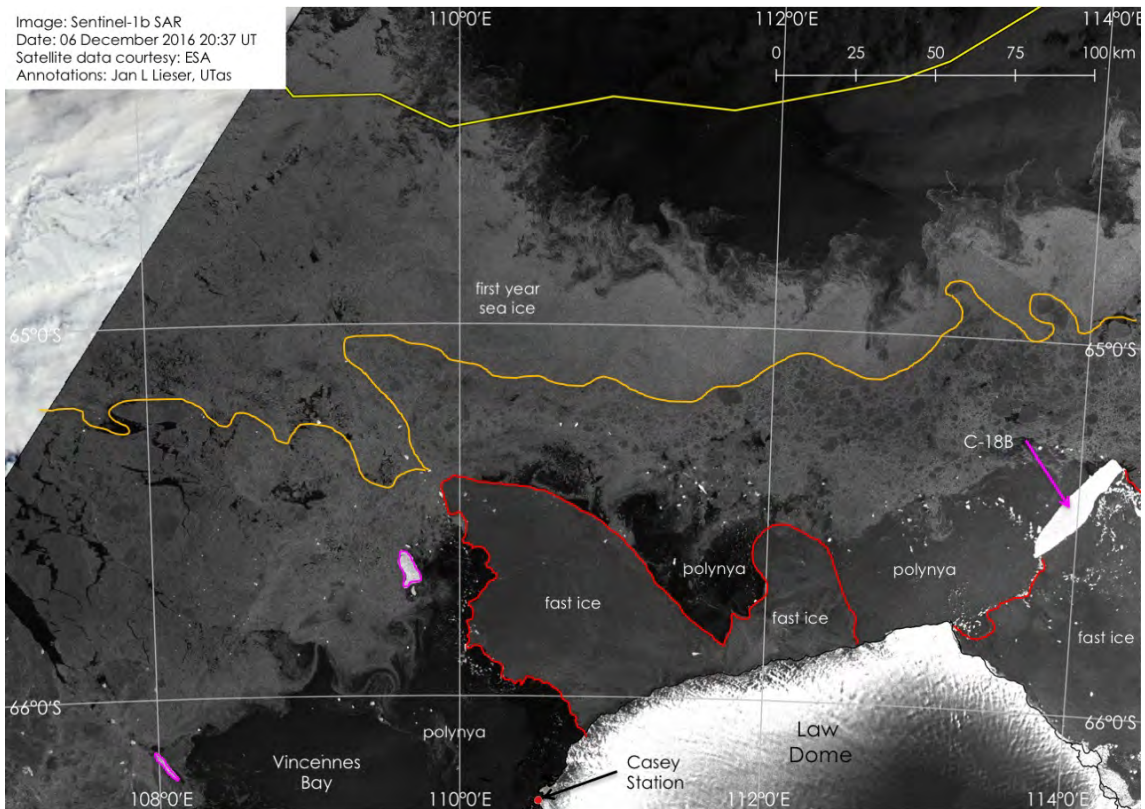 Image: Sentinel-1b SAR
Date: 06 December 2016 20:37 UT
Satellite data courtesy: ESA
Annotations: Jan L Lieser, UTas
110°0'E
112°0'E
114°0'E
0 25 50 75 100 km
first year
sea ice
65°0'S
65°0'S
C-18B
polynya
polynya
fast ice
fast ice
fast ice
66°0'S
66°0'S
polynya
Law
Dome
Vincennes
Bay
Casey
Station
108°0'E
110°0'E
112°0'E
114°0'E